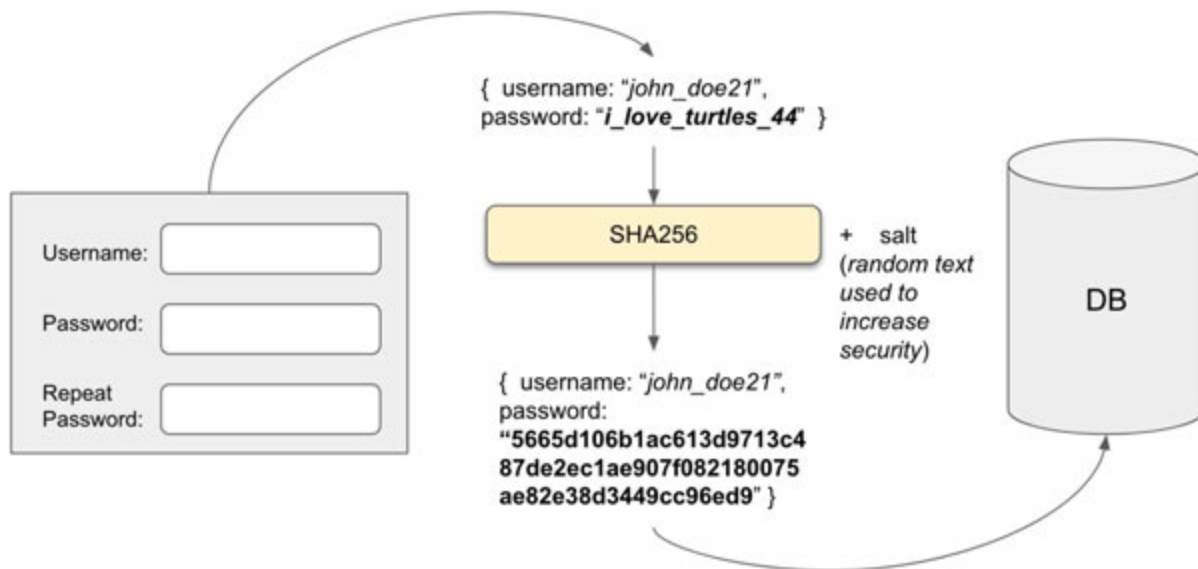 { username: “john_doe21”,
password: “i_love_turtles_44” }
Username:
Password:
Repeat
Password:
SHA256
+ salt
(random text
used to
increase
security)
DB
{ username: “john_doe21”,
password:
“5665d106b1ac613d9713c4
87de2ec1ae907f082180075
ae82e38d3449cc96ed9” }